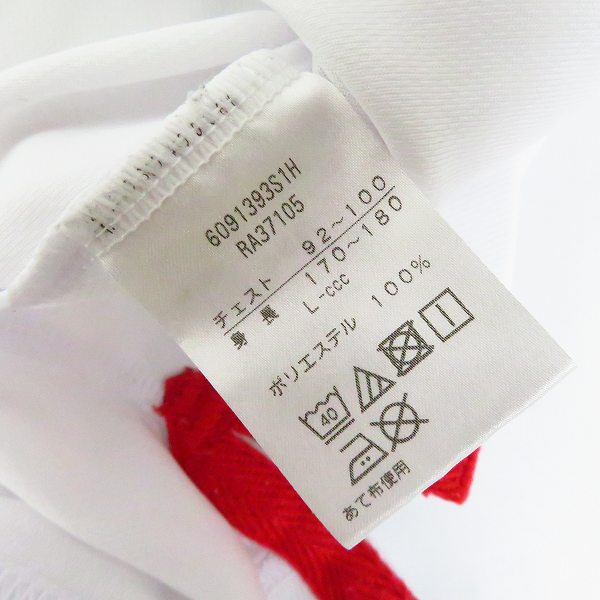 6091393S1H
RA37105
チェスト 92～100
身長 170～180
L-CCC
ポリエステル 100%
40
あて布使用